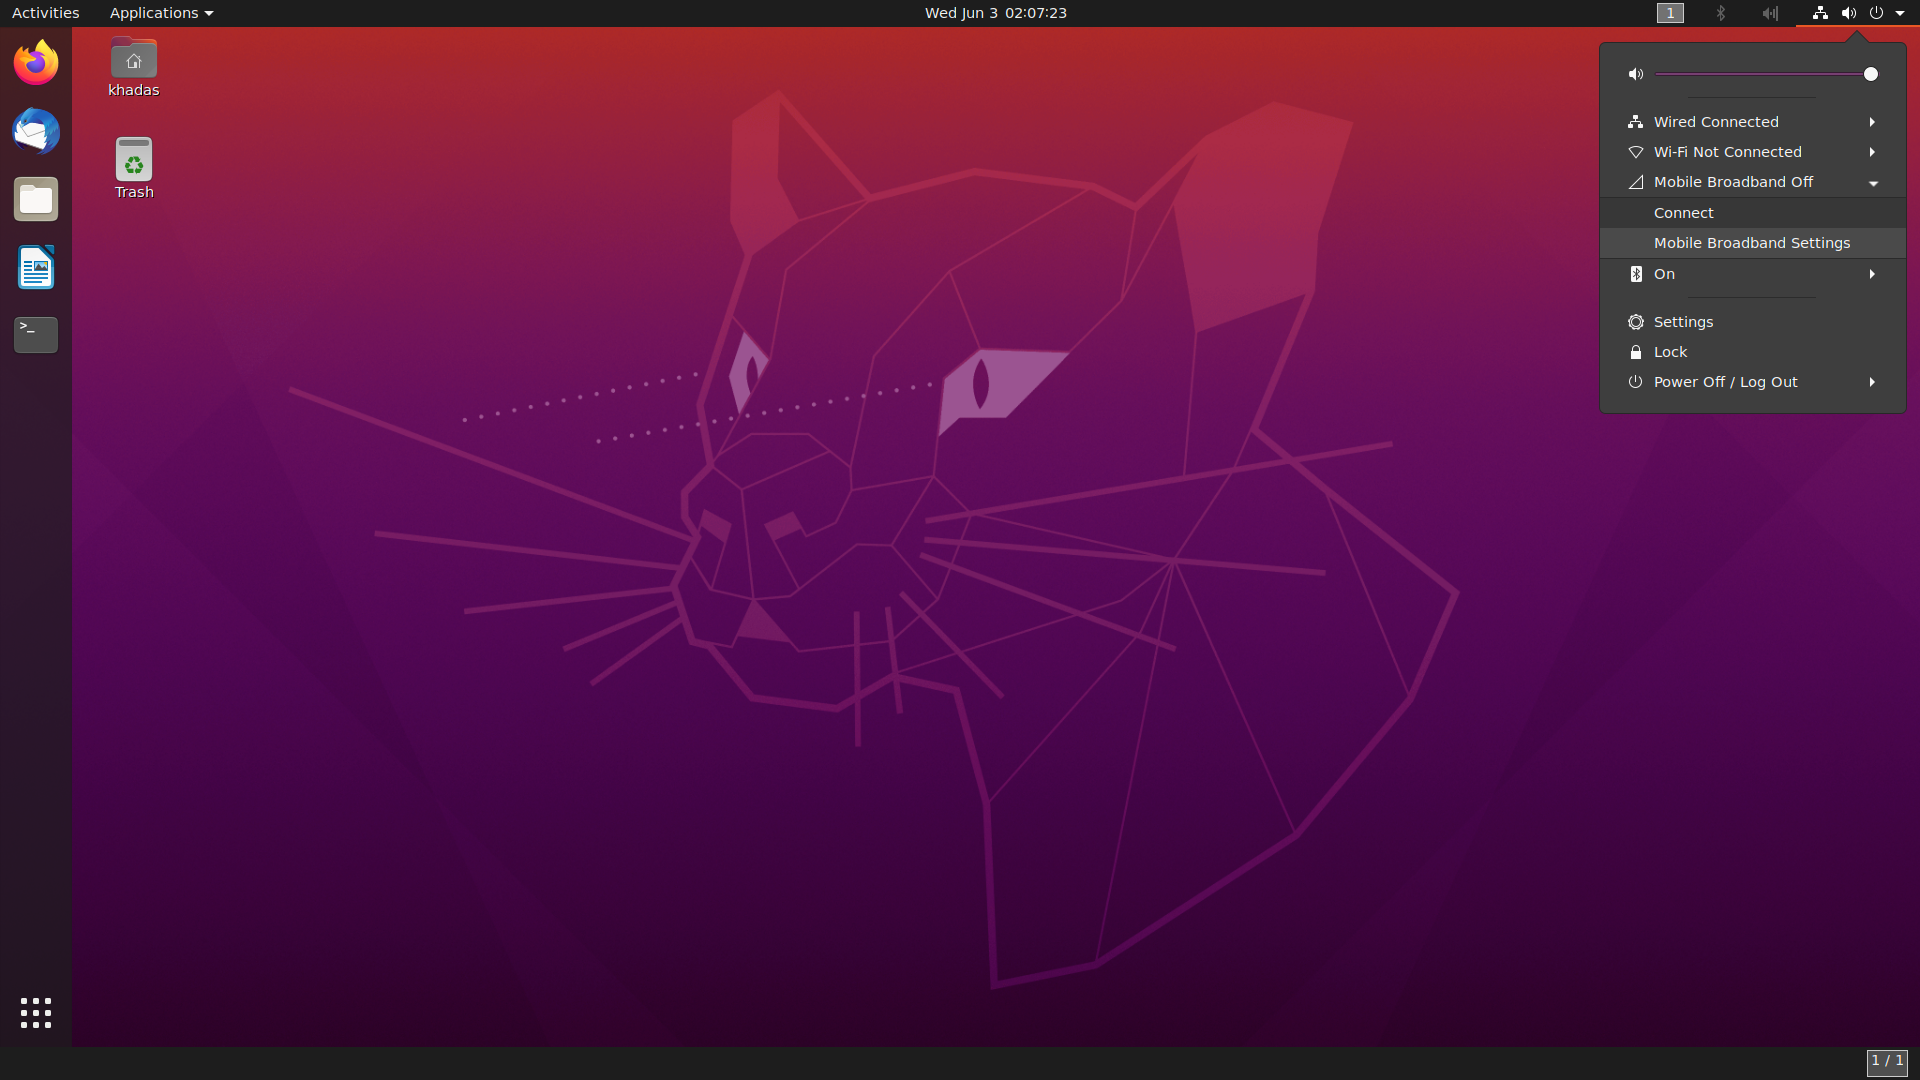 Activities Applications Wed Jun 3 02:07:23 1
khadas
Trash
>_
Wired Connected
Wi-Fi Not Connected
Mobile Broadband Off
Connect
Mobile Broadband Settings
On
Settings
Lock
Power Off / Log Out
1 / 1